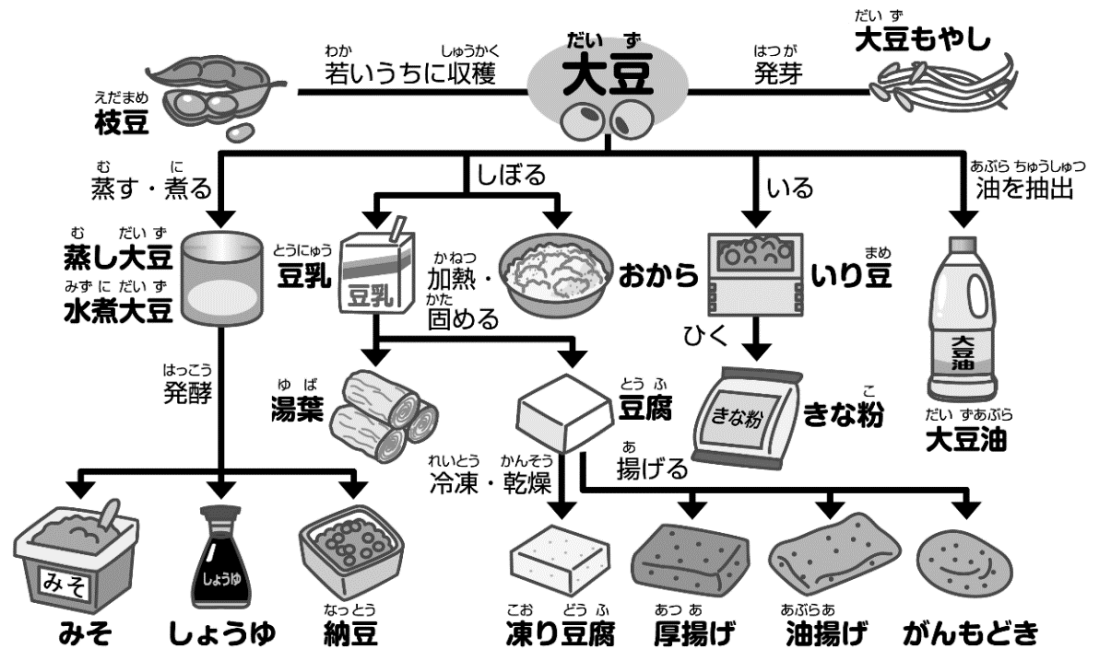 だいず
大豆
わか
しゅうかく
若いうちに収穫
はつが
発芽
だいず
大豆もやし
えだまめ
枝豆
む
に
蒸す・煮る
しぼる
いる
あぶら ちゅうしゅつ
油を抽出
む
だいず
蒸し大豆
みずに だいず
水煮大豆
とうにゅう
豆乳
豆乳
かねつ
加熱・
かた
固める
おから
まめ
いり豆
ひく
大豆油
だいずあぶら
大豆油
はっこう
発酵
ゆば
湯葉
とうふ
豆腐
きな粉
こ
きな粉
れいとう
かんそう
冷凍・乾燥
あ
揚げる
みそ
みそ
しょうゆ
しょうゆ
なっとう
納豆
こお
どうふ
凍り豆腐
あつあ
厚揚げ
あぶらあ
油揚げ
がんもどき